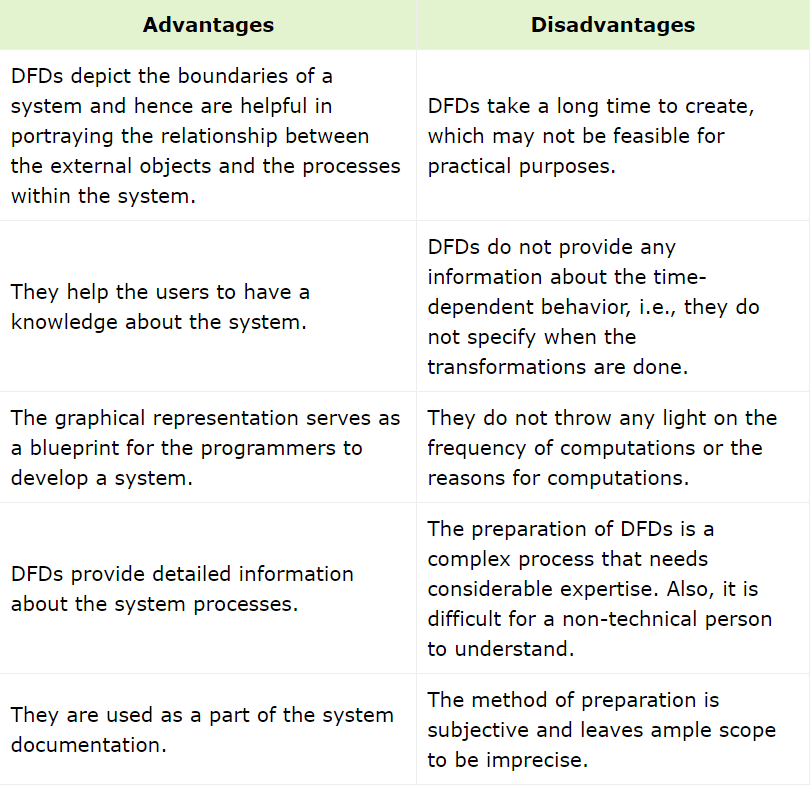 Advantages
Disadvantages
DFDs depict the boundaries of a
system and hence are helpful in
portraying the relationship between
the external objects and the processes
within the system.
DFDs take a long time to create,
which may not be feasible for
practical purposes.
They help the users to have a
knowledge about the system.
DFDs do not provide any
information about the time-
dependent behavior, i.e., they do
not specify when the
transformations are done.
The graphical representation serves as
a blueprint for the programmers to
develop a system.
They do not throw any light on the
frequency of computations or the
reasons for computations.
DFDs provide detailed information
about the system processes.
The preparation of DFDs is a
complex process that needs
considerable expertise. Also, it is
difficult for a non-technical person
to understand.
They are used as a part of the system
documentation.
The method of preparation is
subjective and leaves ample scope
to be imprecise.